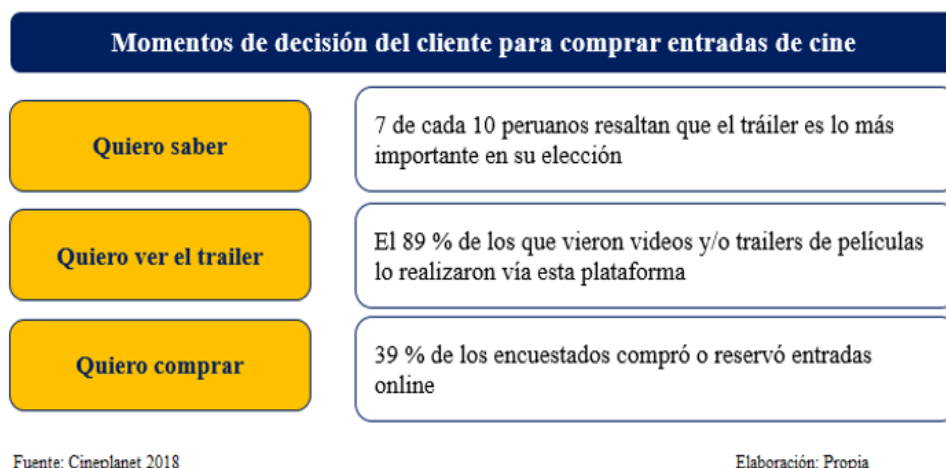 Momentos de decisión del cliente para comprar entradas de cine
Quiero saber
7 de cada 10 peruanos resaltan que el tráiler es lo más
importante en su elección
Quiero ver el trailer
El 89 % de los que vieron videos y/o trailers de películas
lo realizaron vía esta plataforma
Quiero comprar
39 % de los encuestados compró o reservó entradas
online
Fuente: Cineplanet 2018
Elaboración: Propia